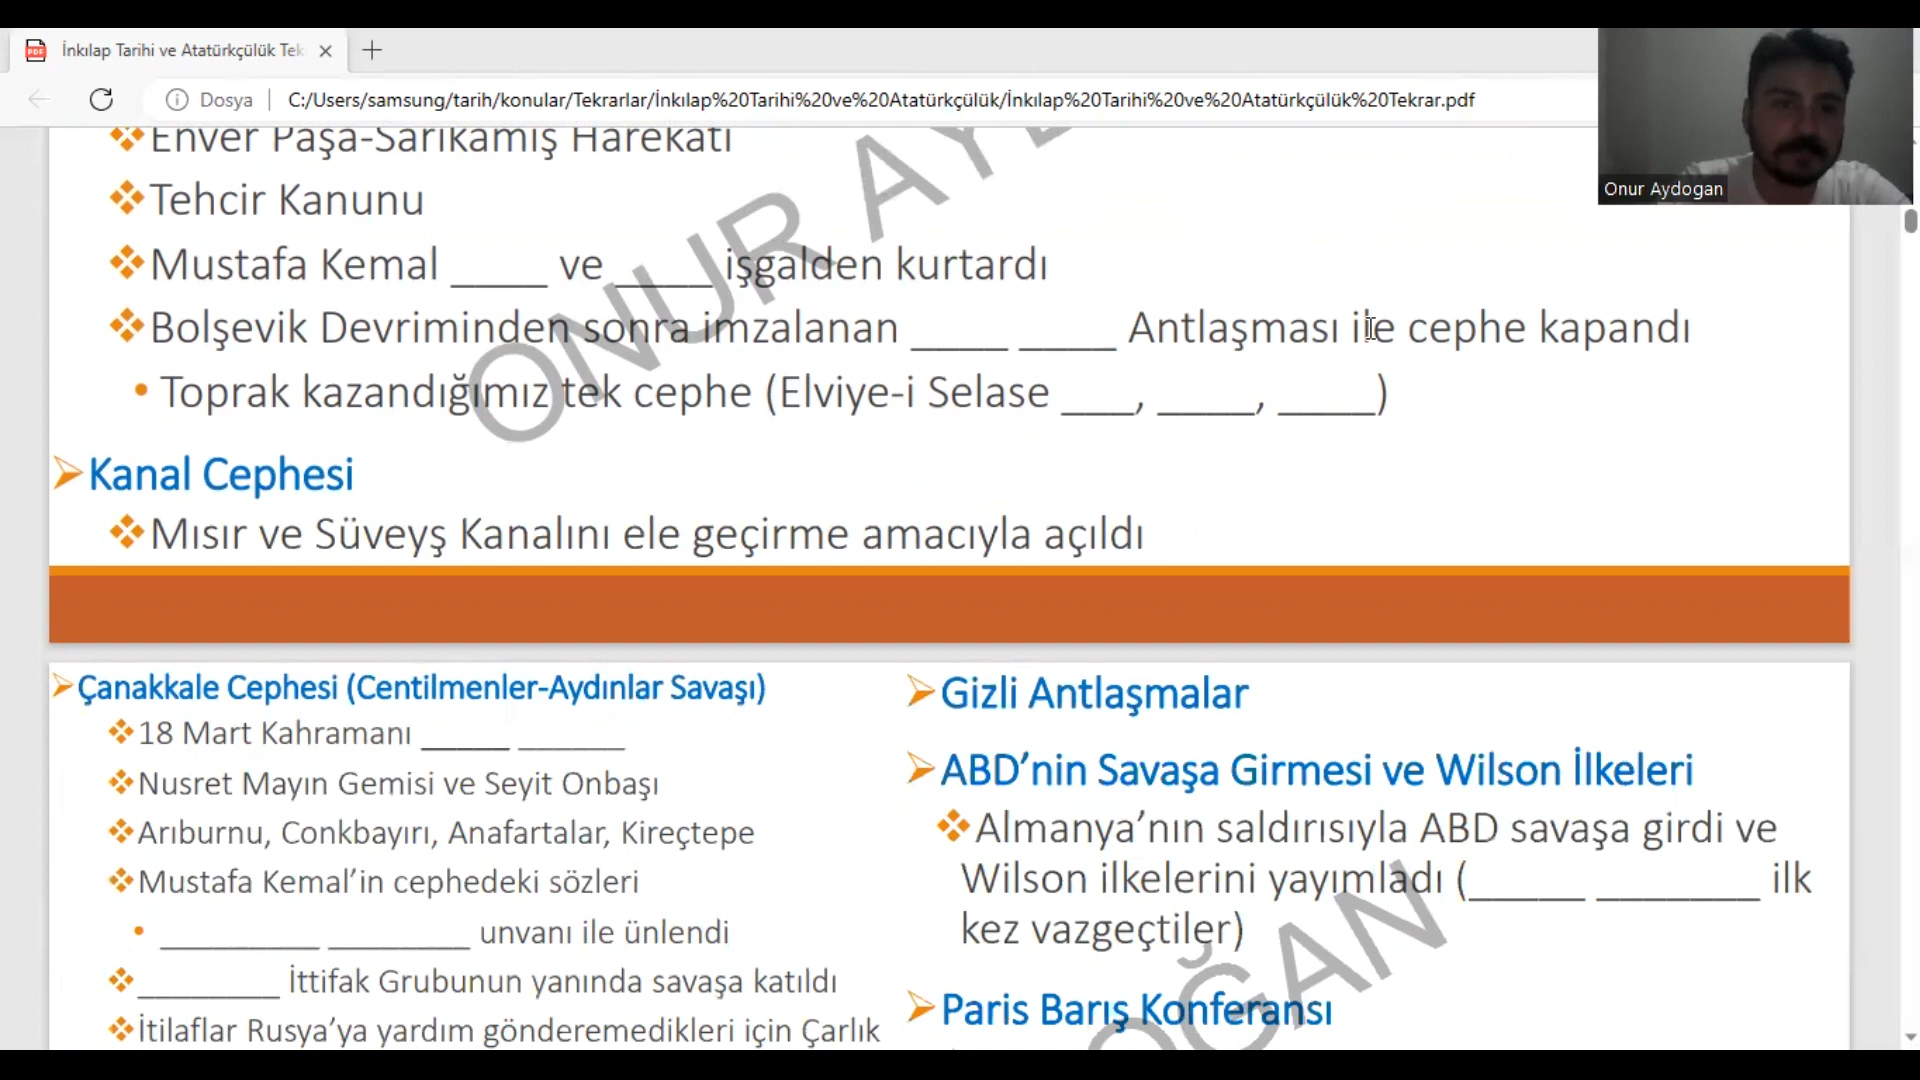 İnkılap Tarihi ve Atatürkçülük Tek
Dosya
C:/Users/samsung/tarih/konular/Tekrarlar/İnkılap%20Tarihi%20ve%20Atatürkçülük/İnkılap%20Tarihi%20ve%20Atatürkçülük%20Tekrar.pdf
Onur Aydogan
Enver Paşa-Sarıkamış Harekatı
Tehcir Kanunu
Mustafa Kemal ____ ve ____ işgalden kurtardı
Bolşevik Devriminden sonra imzalanan ____ ____ Antlaşması ile cephe kapandı
Toprak kazandığımız tek cephe (Elviye-i Selase ___, ____, ____)
ONUR AY
Kanal Cephesi
Mısır ve Süveyş Kanalını ele geçirme amacıyla açıldı
Çanakkale Cephesi (Centilmenler-Aydınlar Savaşı)
18 Mart Kahramanı _____ ______
Nusret Mayın Gemisi ve Seyit Onbaşı
Arıburnu, Conkbayırı, Anafartalar, Kireçtepe
Mustafa Kemal’in cephedeki sözleri
_________ ________ unvanı ile ünlendi
________ İttifak Grubunun yanında savaşa katıldı
İtilaflar Rusya’ya yardım gönderemedikleri için Çarlık
Gizli Antlaşmalar
ABD’nin Savaşa Girmesi ve Wilson İlkeleri
Almanya’nın saldırısıyla ABD savaşa girdi ve
Wilson ilkelerini yayımladı (_____ _______ ilk
kez vazgeçtiler)
Paris Barış Konferansı
OĞAN